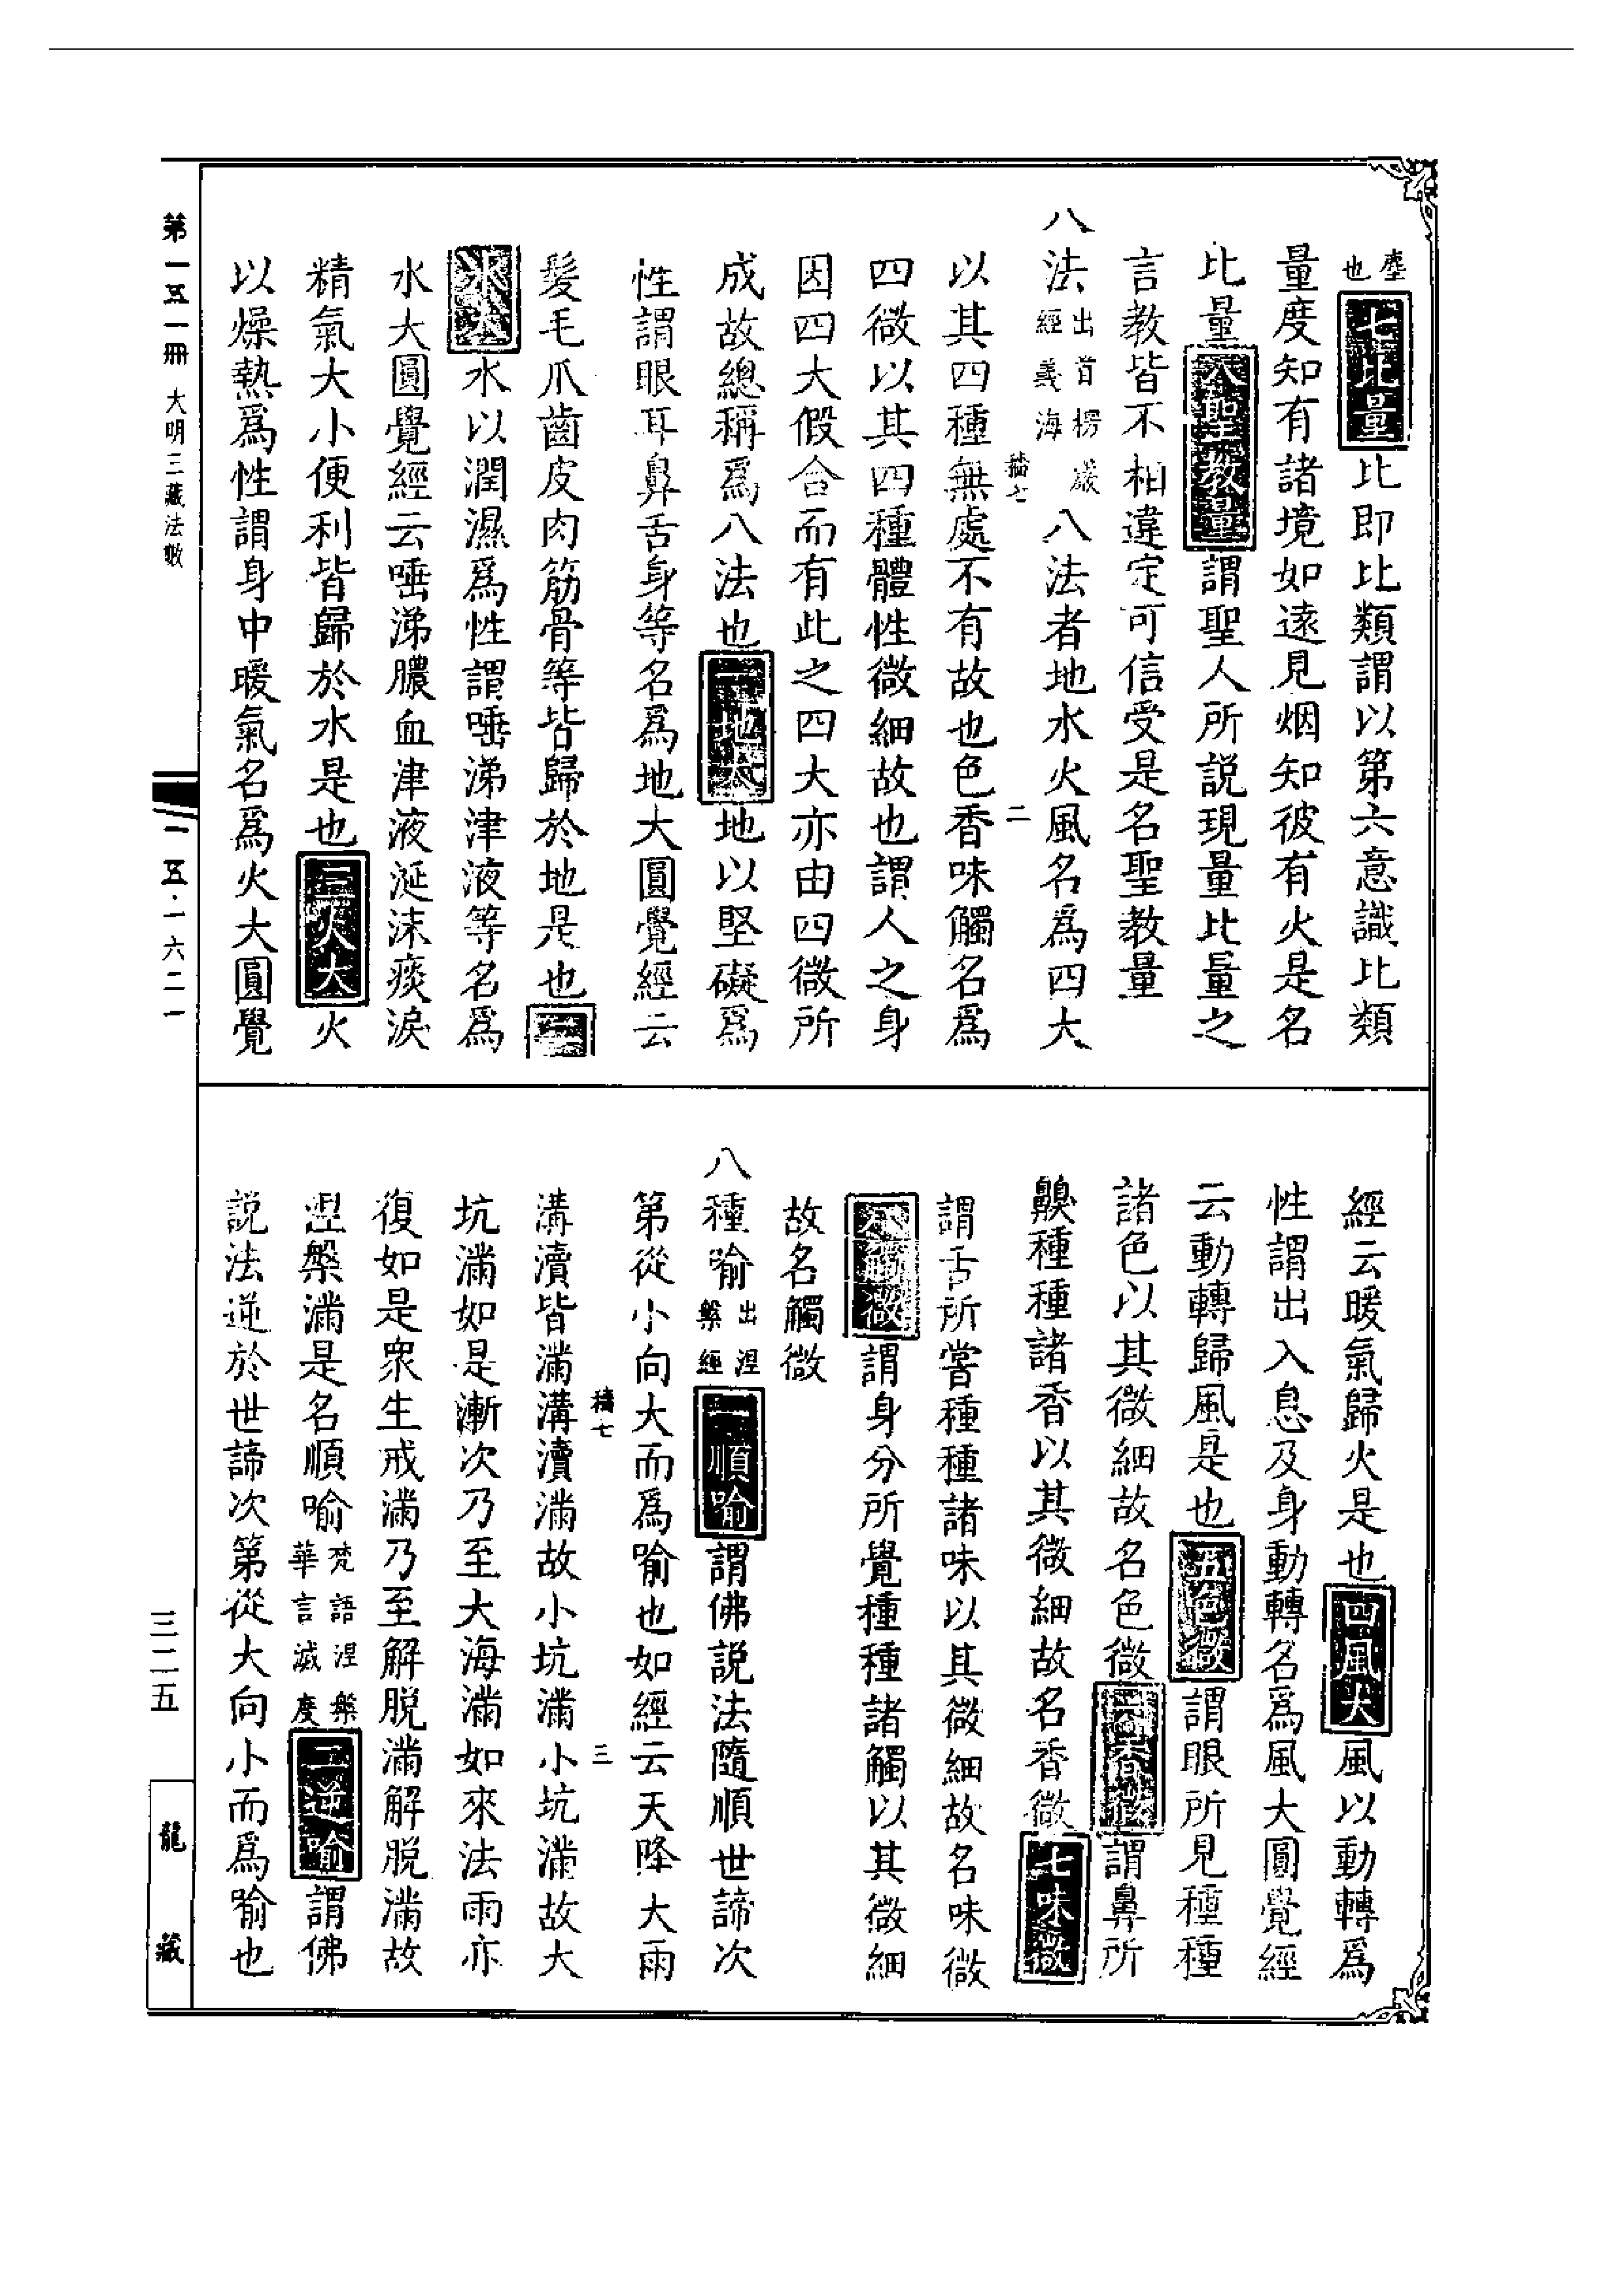 塵也七比量比即比類謂以第六意識比類
量度知有諸境如遠見烟知彼有火是名
比量八聖教量謂聖人所説現量比量之
言教皆不相違定可信受是名聖教量
八法出首楞嚴經義海八法者地水火風名爲四大
以其四種無處不有故也色香味觸名爲
四微以其四種體性微細故也謂人之身
因四大假合而有此之四大亦由四微所
成故總稱爲八法也一地大地以堅礙爲
性謂眼耳鼻舌身等名爲地大圓覺經云
髮毛爪齒皮肉筋骨等皆歸於地是也二
水大水以潤濕爲性謂唾涕津液等名爲
水大圓覺經云唾涕膿血津液涎沫痰淚
精氣大小便利皆歸於水是也三火大火
以燥熱爲性謂身中暖氣名爲火大圓覺
經云暖氣歸火是也四風大風以動轉爲
性謂出入息及身動轉名爲風大圓覺經
云動轉歸風是也五色微謂眼所見種種
諸色以其微細故名色微六香微謂鼻所
齅種種諸香以其微細故名香微七味微
謂舌所嘗種種諸味以其微細故名味微
八觸微謂身分所覺種種諸觸以其微細
故名觸微
八種喻出涅槃經一順喻謂佛説法隨順世諦次
第從小向大而爲喻也如經云天降大雨
溝瀆皆滿溝瀆滿故小坑滿小坑滿故大
坑滿如是漸次乃至大海滿如來法雨亦
復如是衆生戒滿乃至解脱滿解脱滿故
涅槃滿是名順喻梵語涅槃華言滅度二逆喻謂佛
説法逆於世諦次第從大向小而爲喻也
第一五一冊 大明三藏法數
一五·一六二一
三二五
龍藏
二
三